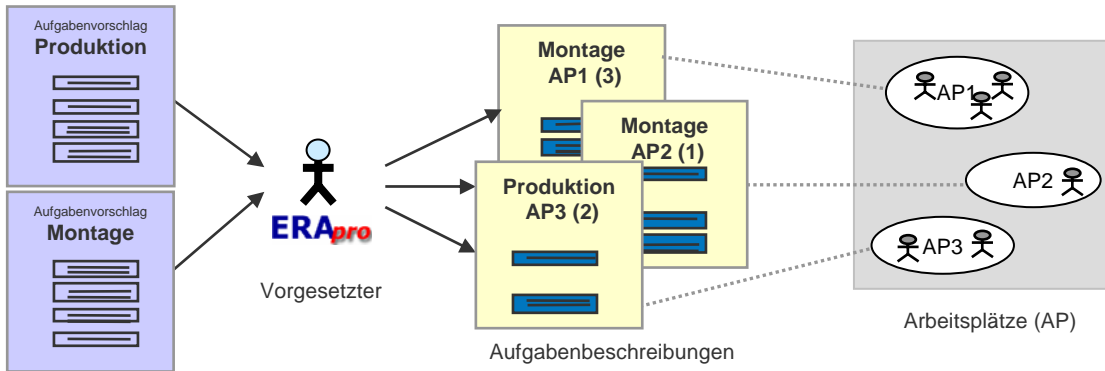 Aufgabenvorschlag
Produktion
Aufgabenvorschlag
Montage
ERApro
Vorgesetzter
Montage
AP1 (3)
Montage
AP2 (1)
Produktion
AP3 (2)
Aufgabenbeschreibungen
AP1
AP2
AP3
Arbeitsplätze (AP)